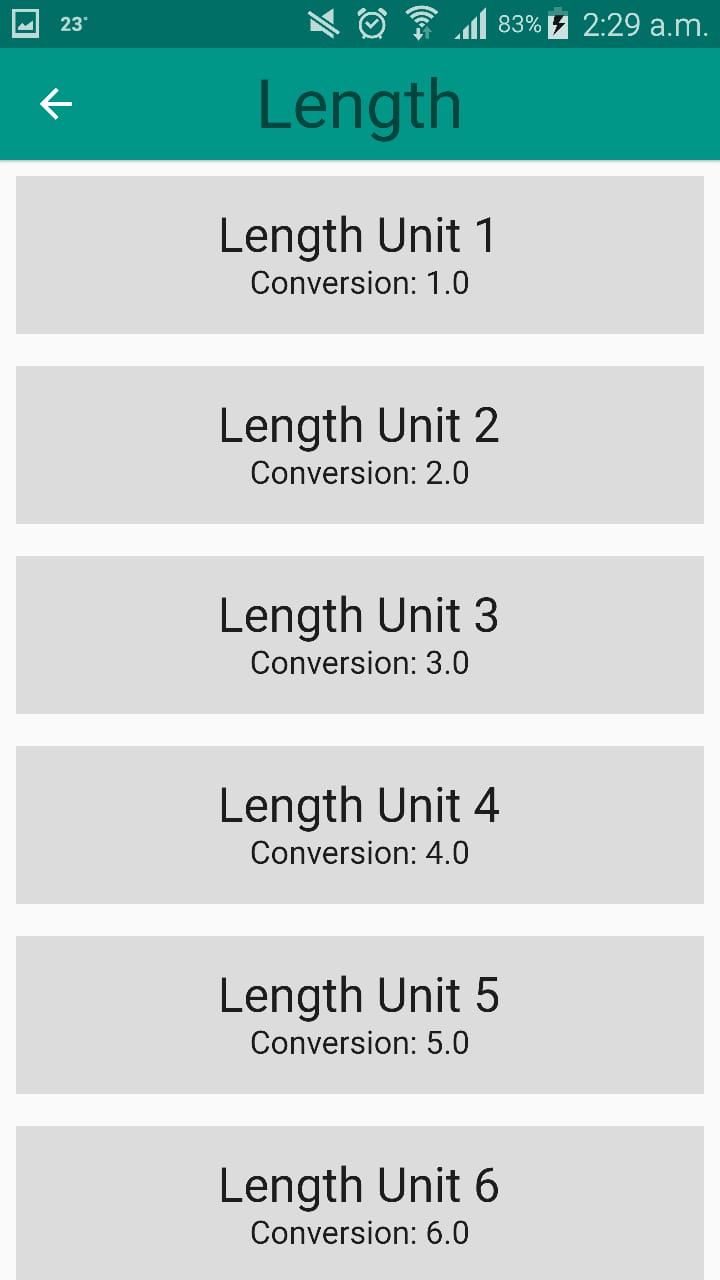 23° 83% 2:29 a.m.
Length
Length Unit 1
Conversion: 1.0
Length Unit 2
Conversion: 2.0
Length Unit 3
Conversion: 3.0
Length Unit 4
Conversion: 4.0
Length Unit 5
Conversion: 5.0
Length Unit 6
Conversion: 6.0